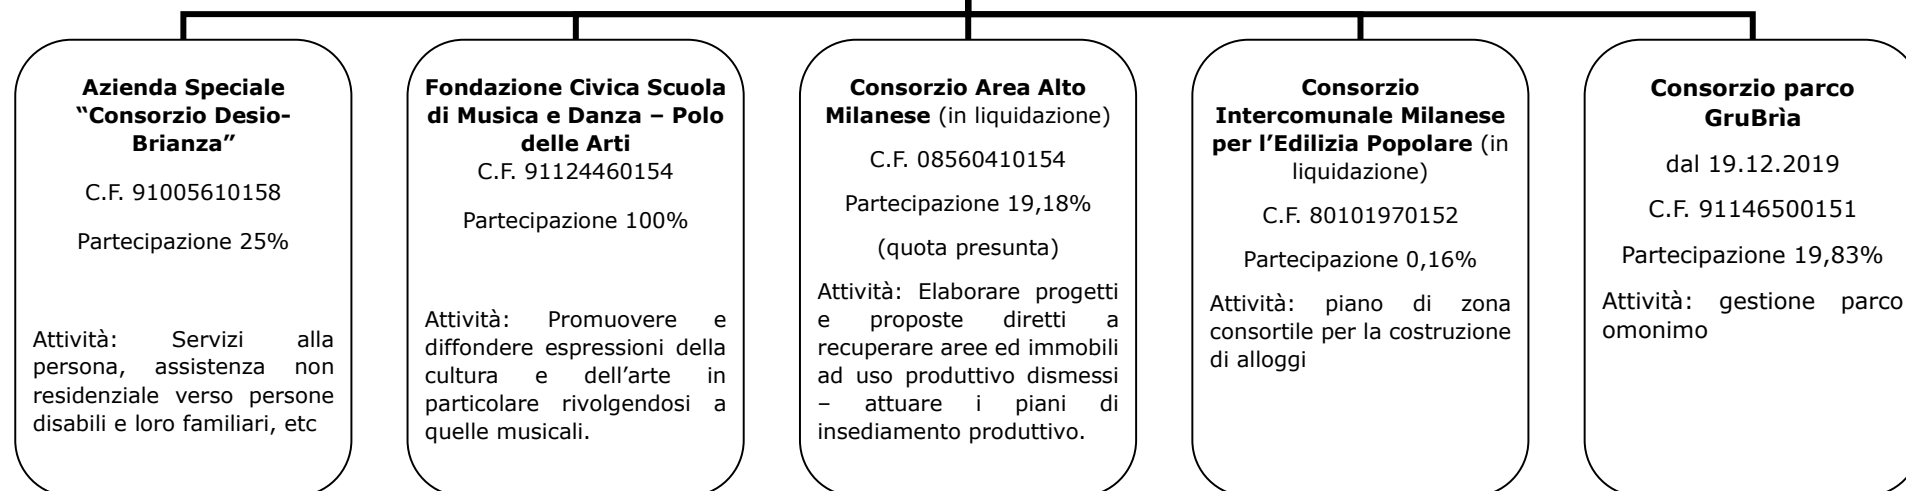 Azienda Speciale
“Consorzio Desio-
Brianza”
C.F. 91005610158
Partecipazione 25%
Attività: Servizi alla
persona, assistenza non
residenziale verso persone
disabili e loro familiari, etc
Fondazione Civica Scuola
di Musica e Danza – Polo
delle Arti
C.F. 91124460154
Partecipazione 100%
Attività: Promuovere e
diffondere espressioni della
cultura e dell’arte in
particolare rivolgendosi a
quelle musicali.
Consorzio Area Alto
Milanese (in liquidazione)
C.F. 08560410154
Partecipazione 19,18%
(quota presunta)
Attività: Elaborare progetti
e proposte diretti a
recuperare aree ed immobili
ad uso produttivo dismessi
– attuare i piani di
insediamento produttivo.
Consorzio
Intercomunale Milanese
per l’Edilizia Popolare (in
liquidazione)
C.F. 80101970152
Partecipazione 0,16%
Attività: piano di zona
consortile per la costruzione
di alloggi
Consorzio parco
GruBrìa
dal 19.12.2019
C.F. 91146500151
Partecipazione 19,83%
Attività: gestione parco
omonimo